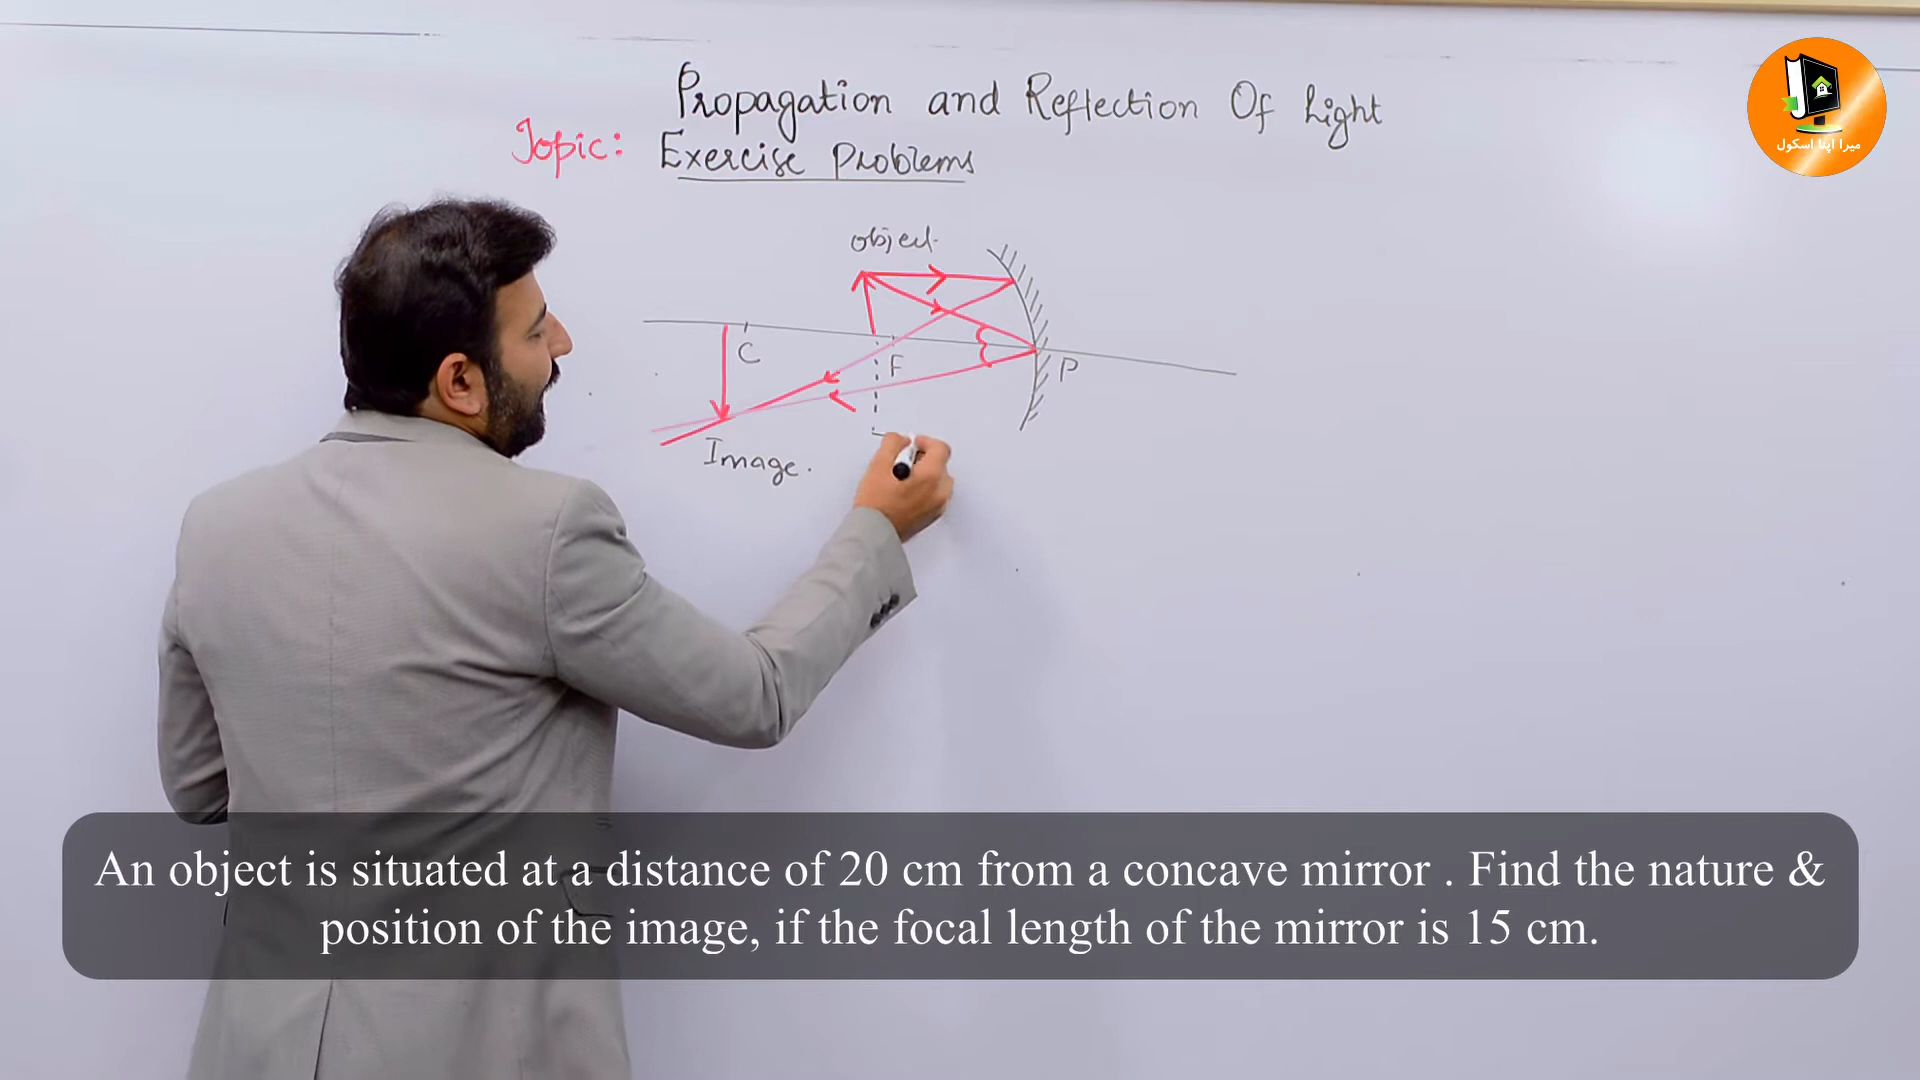 Propagation and Reflection Of Light
Topic: Exercise Problems
میرا اپنا اسکول
object
C
F
P
Image.
An object is situated at a distance of 20 cm from a concave mirror . Find the nature &
position of the image, if the focal length of the mirror is 15 cm.